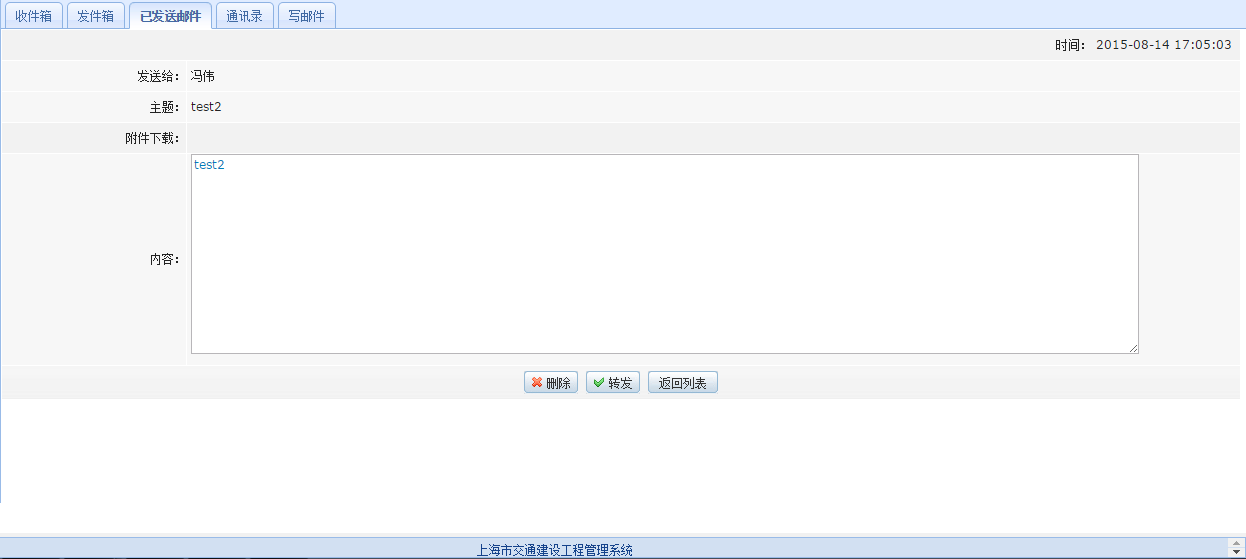 收件箱 发件箱 已发送邮件 通讯录 写邮件
时间： 2015-08-14 17:05:03
发送给： 冯伟
主题： test2
附件下载：
内容： test2
删除 转发 返回列表
上海市交通建设工程管理系统